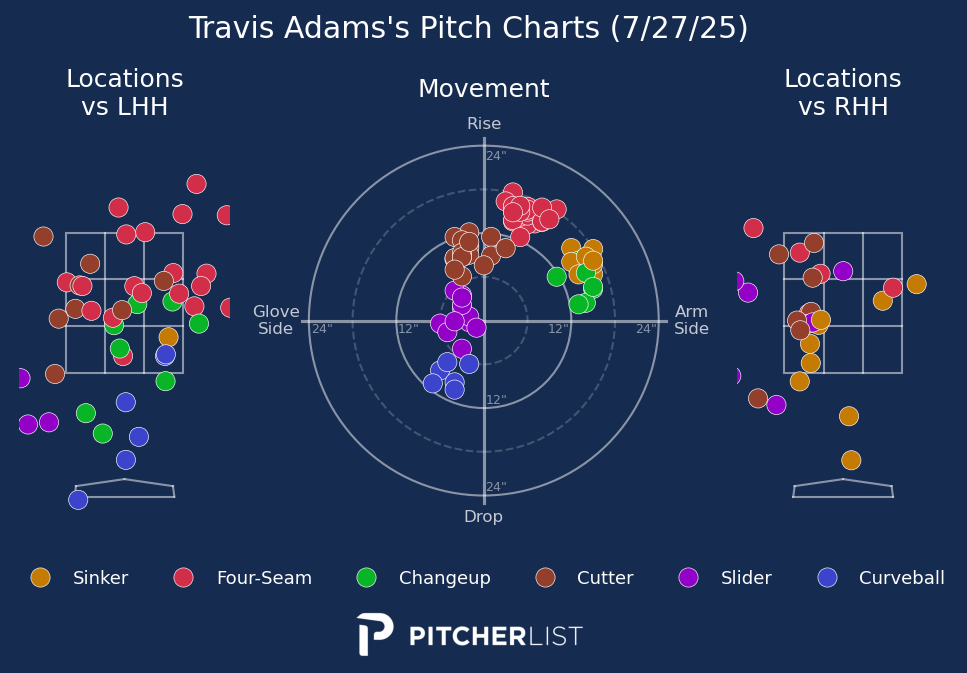 Travis Adams's Pitch Charts (7/27/25)
Locations
vs LHH
Movement
Locations
vs RHH
Rise
24"
Glove
Side
24"
12"
12"
24"
Arm
Side
12"
24"
Drop
Sinker
Four-Seam
Changeup
Cutter
Slider
Curveball
PITCHERLIST